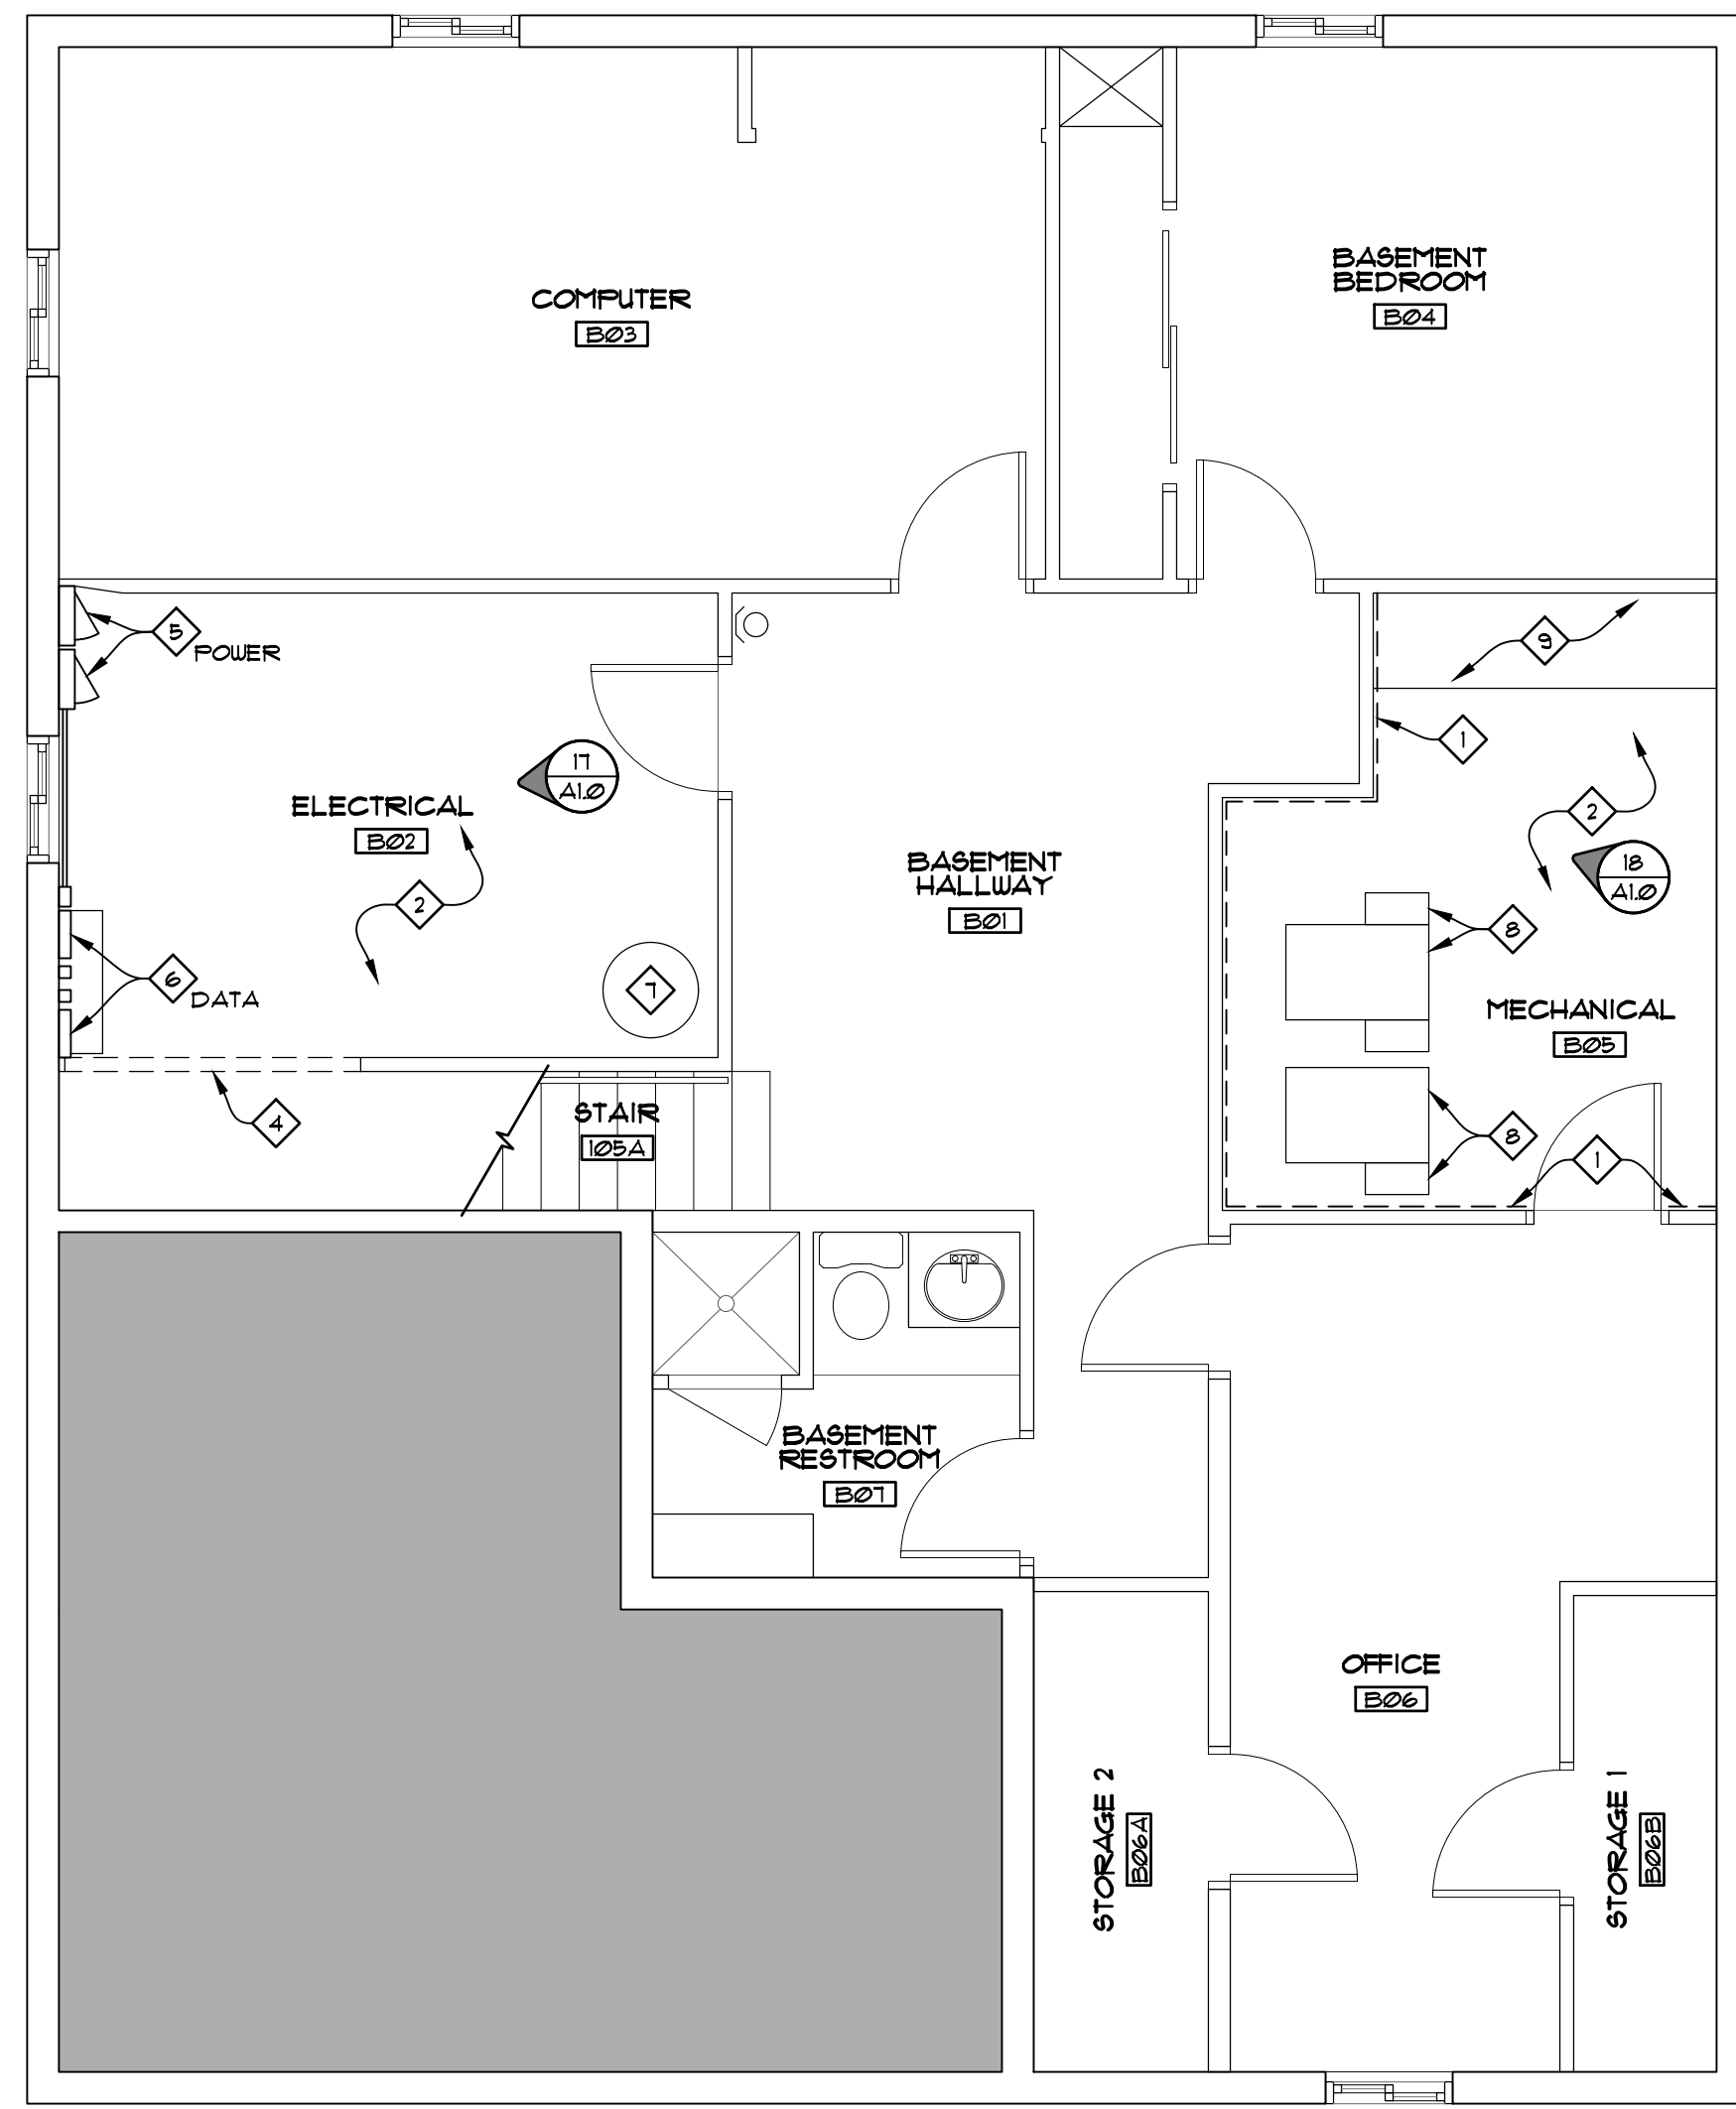 COMPUTER
B03
BASEMENT
BEDROOM
B04
5
POWER
9
1
17
A1.0
ELECTRICAL
B02
2
2
18
A1.0
BASEMENT
HALLWAY
B01
8
6
DATA
7
MECHANICAL
B05
4
STAIR
105A
8
1
BASEMENT
RESTROOM
B07
OFFICE
B06
STORAGE 2
B06A
STORAGE 1
B06B